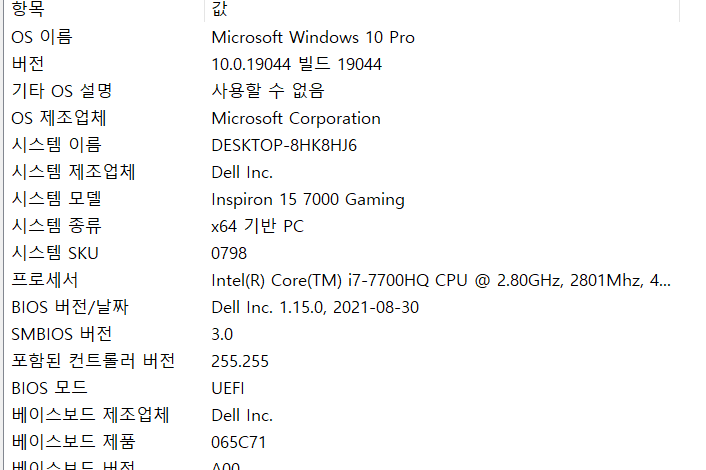 항목 값
OS 이름 Microsoft Windows 10 Pro
버전 10.0.19044 빌드 19044
기타 OS 설명 사용할 수 없음
OS 제조업체 Microsoft Corporation
시스템 이름 DESKTOP-8HK8HJ6
시스템 제조업체 Dell Inc.
시스템 모델 Inspiron 15 7000 Gaming
시스템 종류 x64 기반 PC
시스템 SKU 0798
프로세서 Intel(R) Core(TM) i7-7700HQ CPU @ 2.80GHz, 2801Mhz, 4...
BIOS 버전/날짜 Dell Inc. 1.15.0, 2021-08-30
SMBIOS 버전 3.0
포함된 컨트롤러 버전 255.255
BIOS 모드 UEFI
베이스보드 제조업체 Dell Inc.
베이스보드 제품 065C71
베이스보드 버전 A00